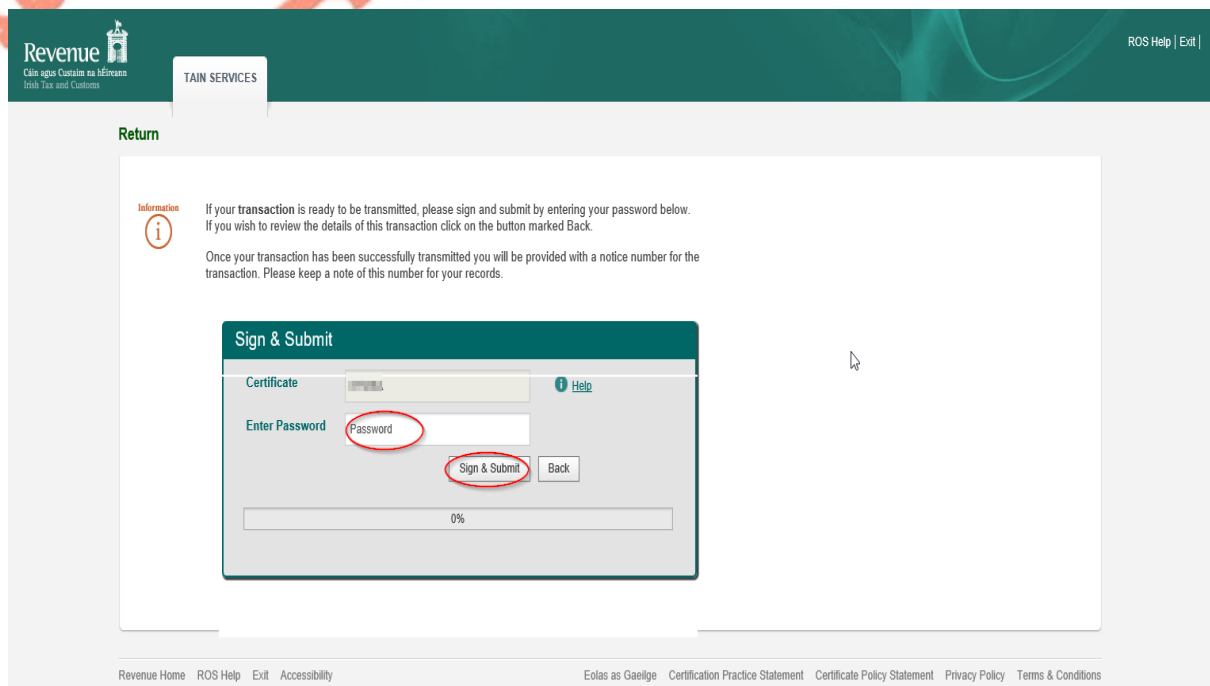 Revenue
Cáin agus Custaim na hÉireann
Irish Tax and Customs
TAIN SERVICES
ROS Help | Exit |
Return
Information
i
If your transaction is ready to be transmitted, please sign and submit by entering your password below.
If you wish to review the details of this transaction click on the button marked Back.
Once your transaction has been successfully transmitted you will be provided with a notice number for the
transaction. Please keep a note of this number for your records.
Sign & Submit
Certificate
i Help
Enter Password Password
Sign & Submit Back
0%
Revenue Home ROS Help Exit Accessibility Eolas as Gaeilge Certification Practice Statement Certificate Policy Statement Privacy Policy Terms & Conditions